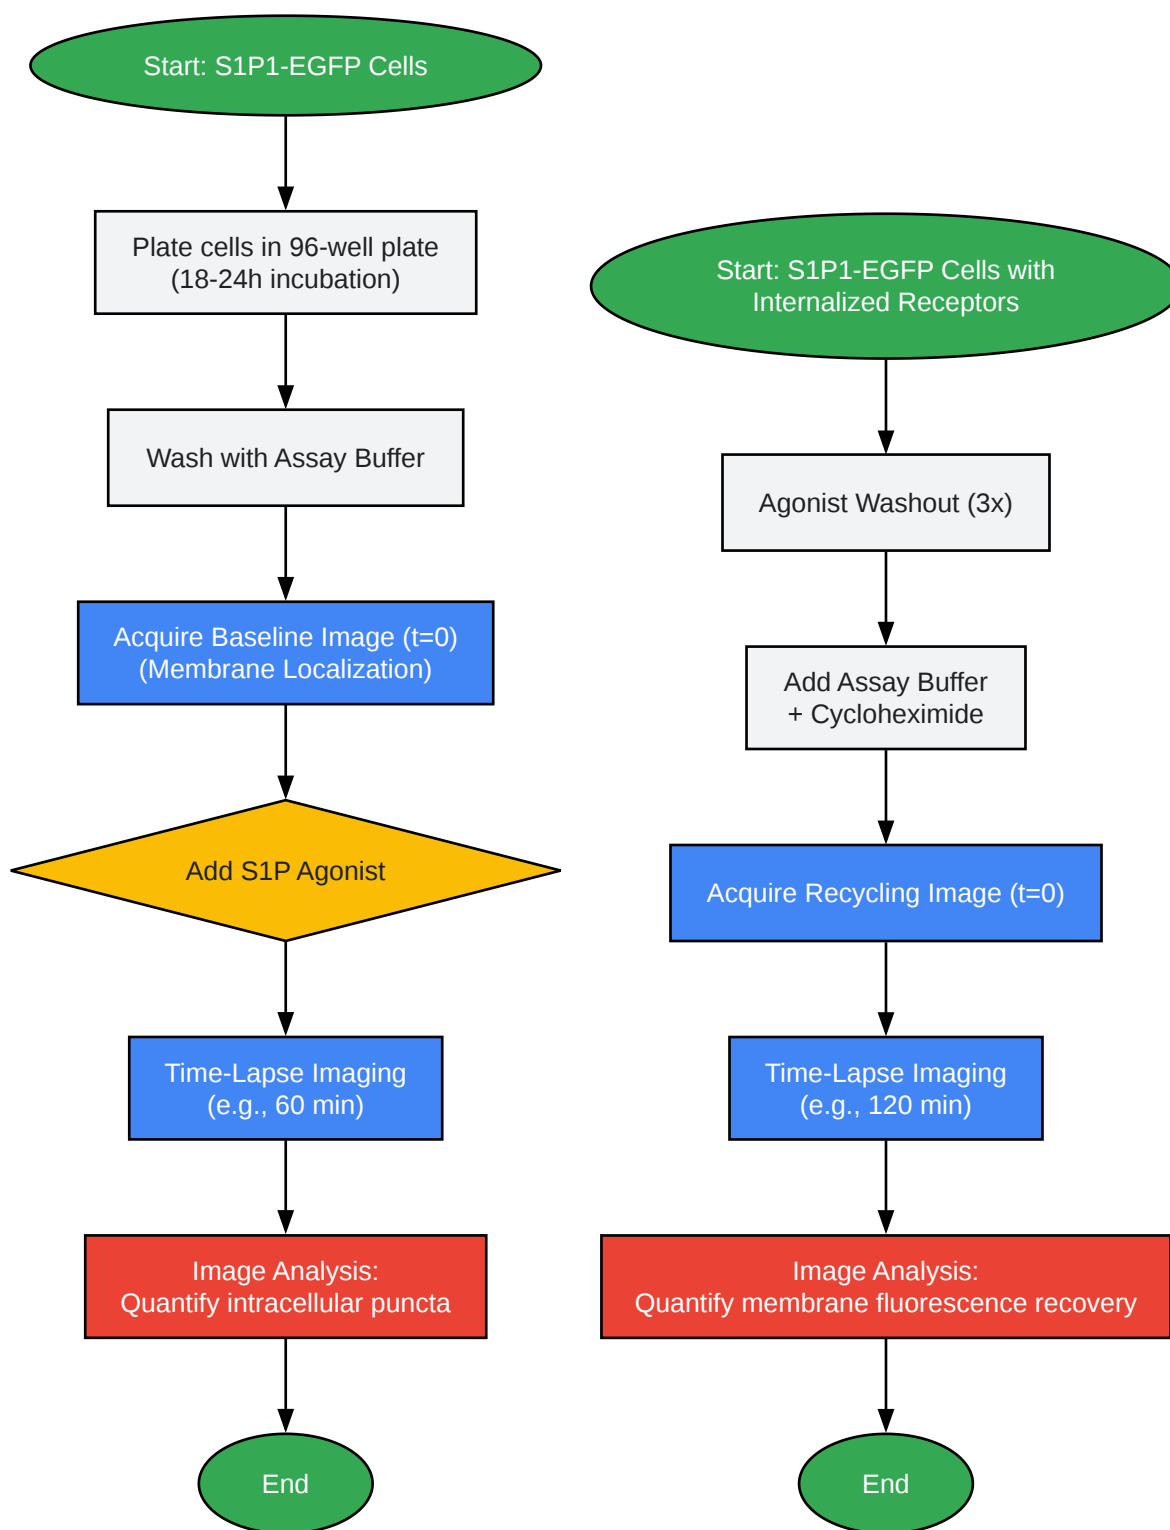 Start: S1P1-EGFP Cells
Plate cells in 96-well plate
(18-24h incubation)
Wash with Assay Buffer
Acquire Baseline Image (t=0)
(Membrane Localization)
Add S1P Agonist
Time-Lapse Imaging
(e.g., 60 min)
Image Analysis:
Quantify intracellular puncta
End
Start: S1P1-EGFP Cells with
Internalized Receptors
Agonist Washout (3x)
Add Assay Buffer
+ Cycloheximide
Acquire Recycling Image (t=0)
Time-Lapse Imaging
(e.g., 120 min)
Image Analysis:
Quantify membrane fluorescence recovery
End